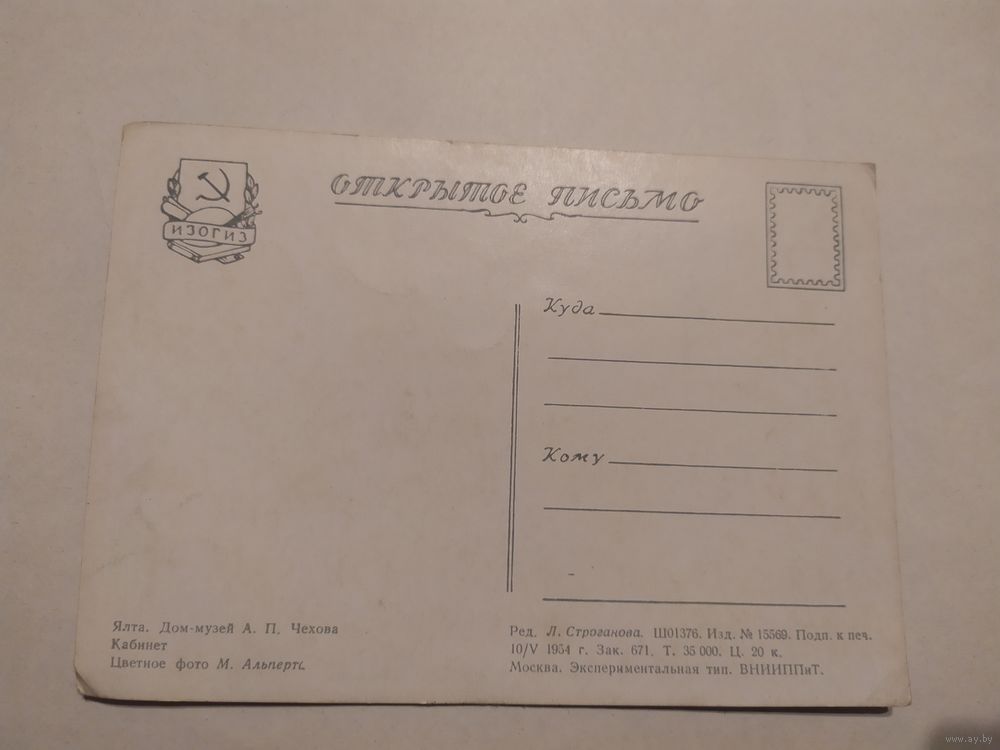 ИЗОГИЗ
ОТКРЫТОЕ ПИСЬМО
Куда
Кому
Ялта. Дом-музей А. П. Чехова
Кабинет
Цветное фото М. Альперта
Ред. Л. Строганова. Ш01376. Изд. № 15569. Подп. к печ.
10/V 1954 г. Зак. 671. Т. 35 000. Ц. 20 к.
Москва. Экспериментальная тип. ВНИИППиТ.
www.ay.by